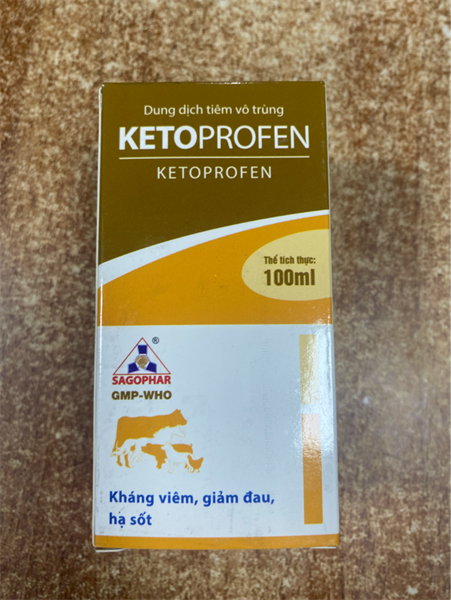 Dung dịch tiêm vô trùng
KETOPROFEN
KETOPROFEN
Thể tích thực:
100ml
®
SAGOPHAR
GMP-WHO
Kháng viêm, giảm đau,
hạ sốt